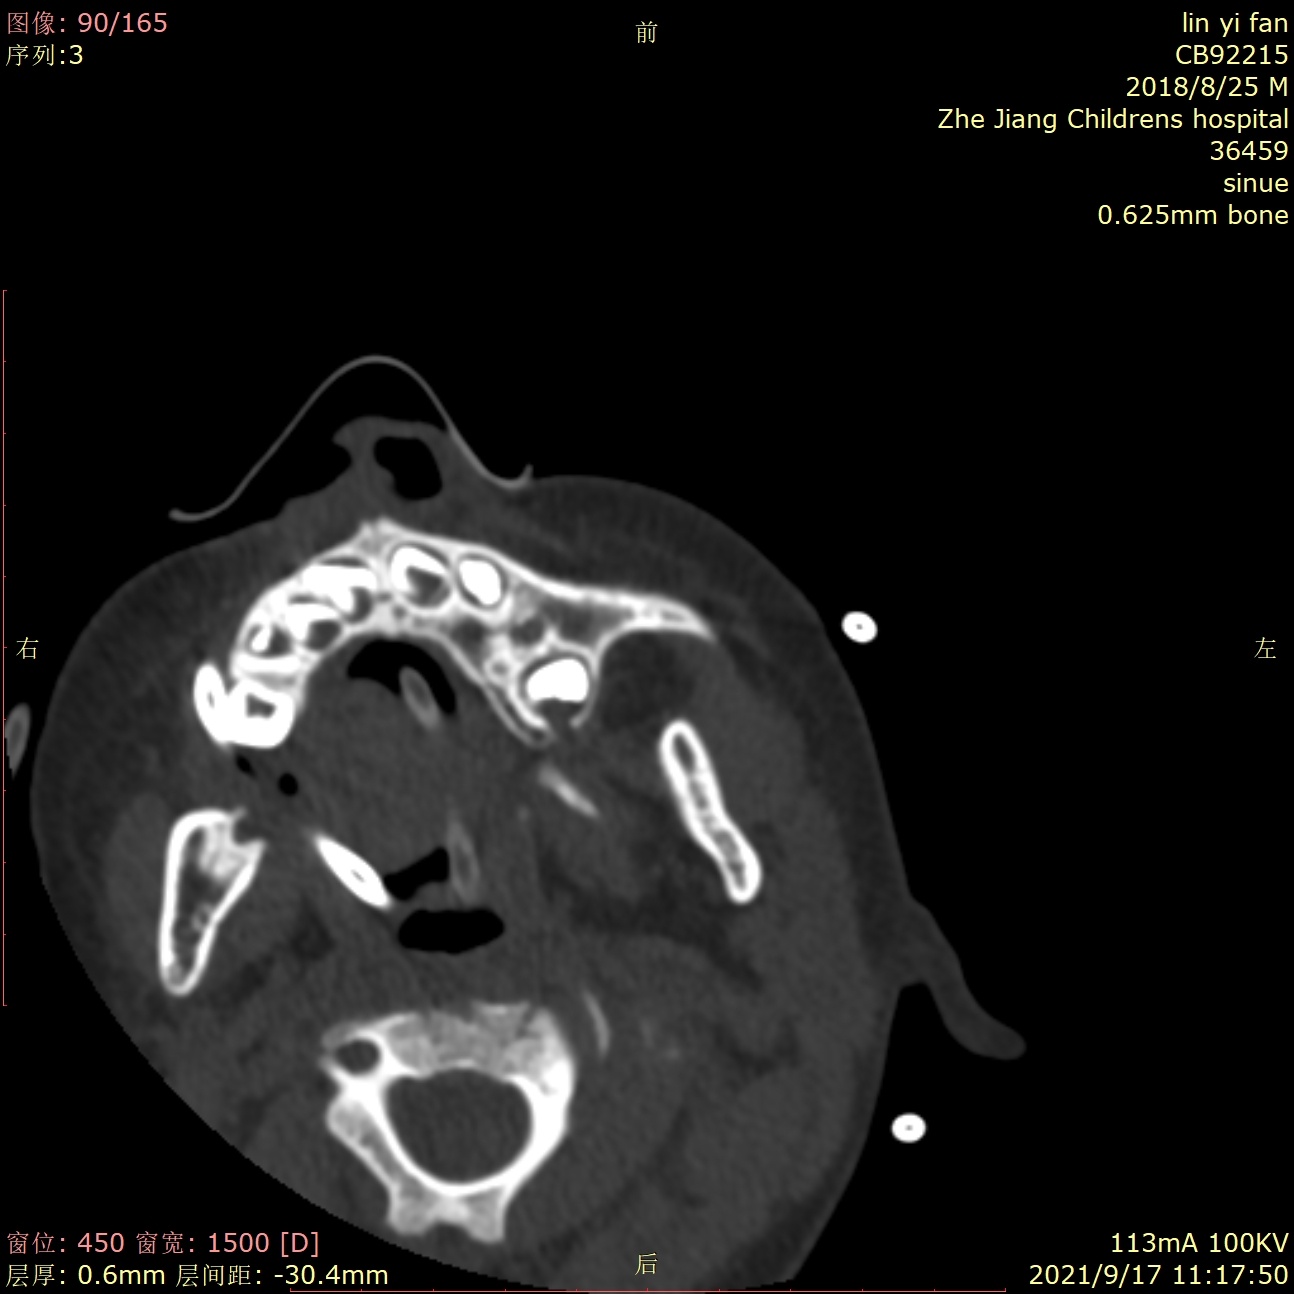 图像: 90/165
序列:3
前
lin yi fan
CB92215
2018/8/25 M
Zhe Jiang Childrens hospital
36459
sinue
0.625mm bone
右
左
窗位: 450 窗宽: 1500 [D]
层厚: 0.6mm 层间距: -30.4mm
后
113mA 100KV
2021/9/17 11:17:50